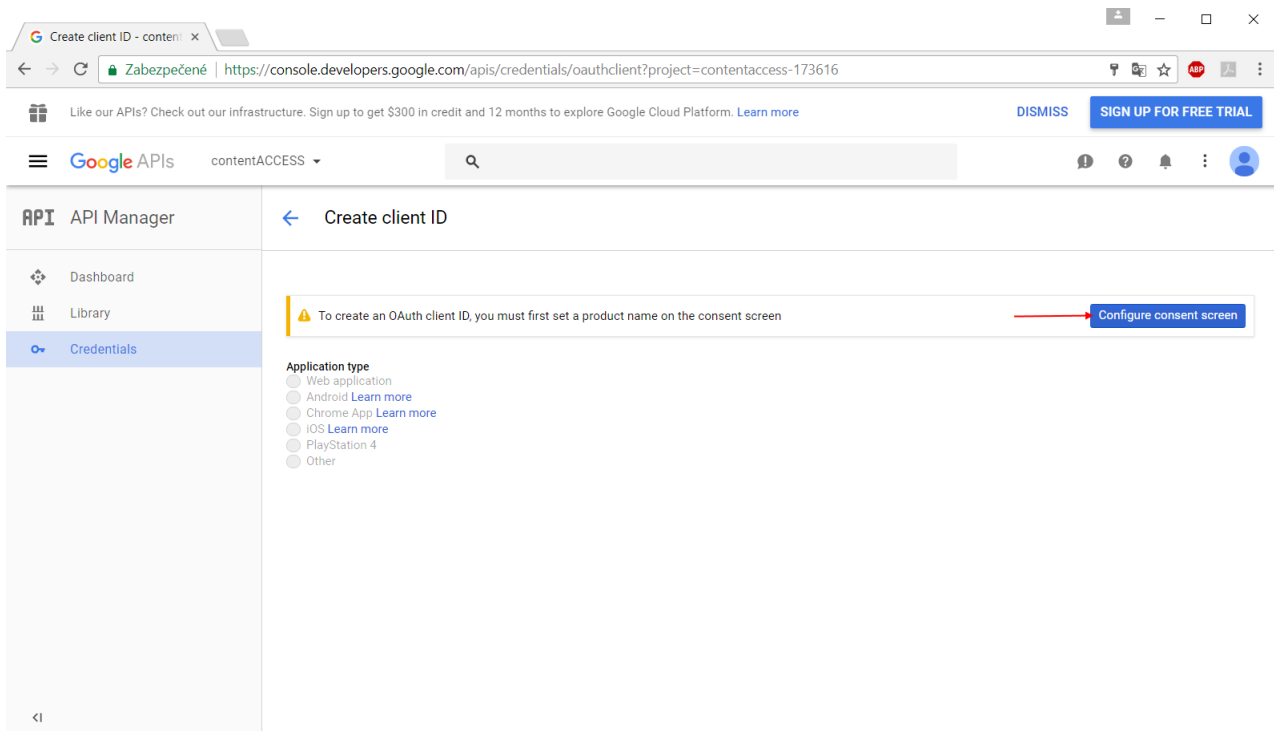 Create client ID - conten
Zabezpečené | https://console.developers.google.com/apis/credentials/oauthclient?project=contentaccess-173616
ABP
Like our APIs? Check out our infrastructure. Sign up to get $300 in credit and 12 months to explore Google Cloud Platform. Learn more
DISMISS
SIGN UP FOR FREE TRIAL
Google APIs
contentACCESS
API API Manager
Create client ID
Dashboard
Library
Credentials
To create an OAuth client ID, you must first set a product name on the consent screen
Configure consent screen
Application type
Web application
Android Learn more
Chrome App Learn more
iOS Learn more
PlayStation 4
Other